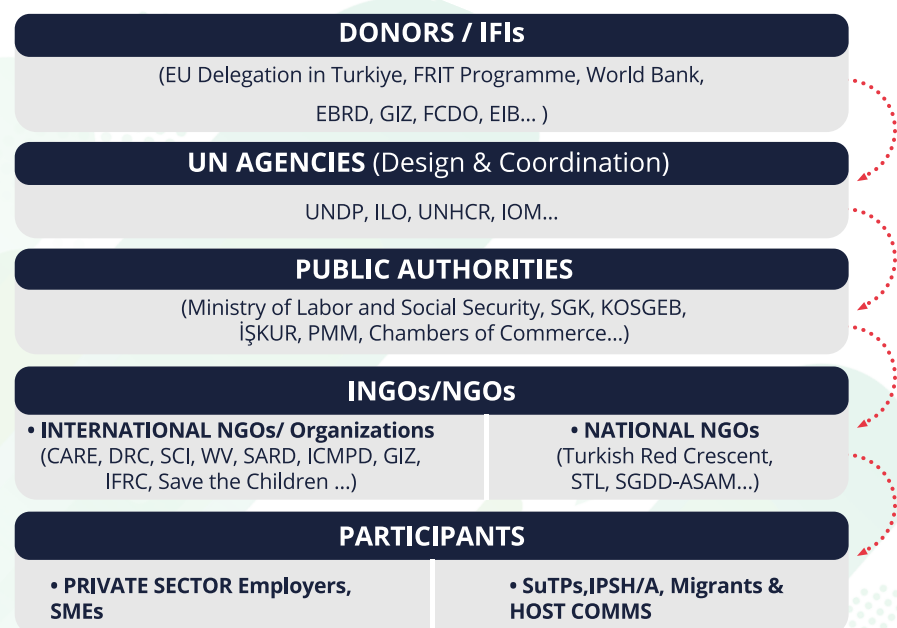 DONORS / IFIs
(EU Delegation in Turkiye, FRIT Programme, World Bank,
EBRD, GIZ, FCDO, EIB... )
UN AGENCIES (Design & Coordination)
UNDP, ILO, UNHCR, IOM...
PUBLIC AUTHORITIES
(Ministry of Labor and Social Security, SGK, KOSGEB,
İŞKUR, PMM, Chambers of Commerce...)
INGOs/NGOs
• INTERNATIONAL NGOs/ Organizations
(CARE, DRC, SCI, WV, SARD, ICMPD, GIZ,
IFRC, Save the Children ...)
• NATIONAL NGOs
(Turkish Red Crescent,
STL, SGDD-ASAM...)
PARTICIPANTS
• PRIVATE SECTOR Employers,
SMEs
• SuTPs,IPSH/A, Migrants &
HOST COMMS